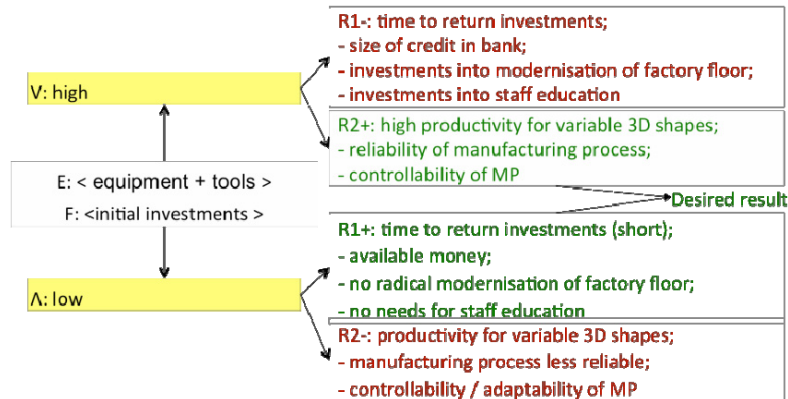 R1-: time to return investments;
- size of credit in bank;
- investments into modernisation of factory floor;
- investments into staff education
V: high
R2+: high productivity for variable 3D shapes;
- reliability of manufacturing process;
- controllability of MP
E: < equipment + tools >
F: <initial investments >
Desired result
R1+: time to return investments (short);
- available money;
- no radical modernisation of factory floor;
- no needs for staff education
Λ: low
R2-: productivity for variable 3D shapes;
- manufacturing process less reliable;
- controllability / adaptability of MP